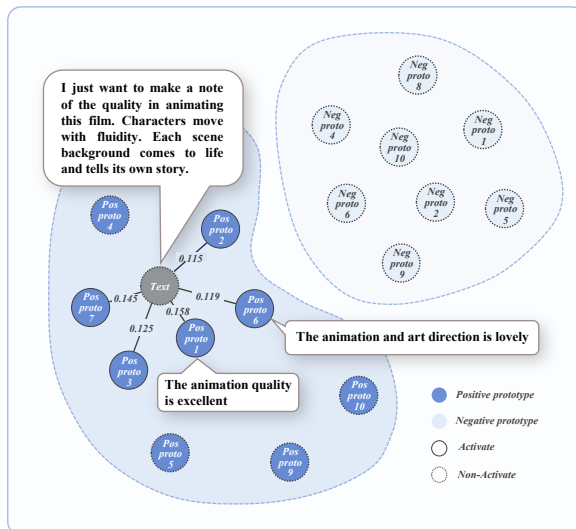 I just want to make a note
of the quality in animating
this film. Characters move
with fluidity. Each scene
background comes to life
and tells its own story.
Neg
proto
8
Neg
proto
4
Neg
proto
10
Neg
proto
1
Neg
proto
6
Neg
proto
2
Neg
proto
5
Neg
proto
9
Pos
proto
4
Pos
proto
2
0.115
Text
0.145
0.119
0.158
0.125
Pos
proto
7
Pos
proto
6
Pos
proto
1
Pos
proto
3
The animation and art direction is lovely
The animation quality
is excellent
Pos
proto
10
Pos
proto
5
Pos
proto
9
Positive prototype
Negative prototype
Activate
Non-Activate